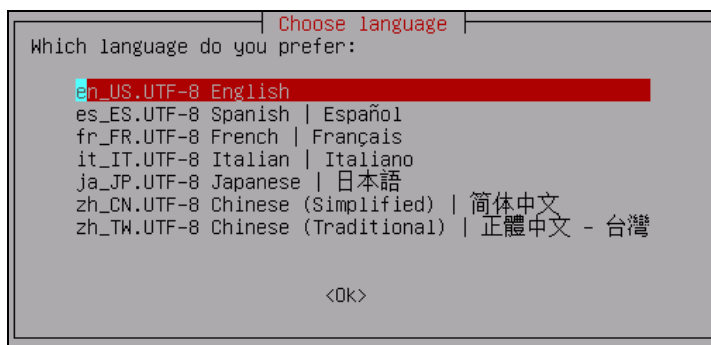 Choose language
Which language do you prefer:
en_US.UTF-8 English
es_ES.UTF-8 Spanish | Español
fr_FR.UTF-8 French | Français
it_IT.UTF-8 Italian | Italiano
ja_JP.UTF-8 Japanese | 日本語
zh_CN.UTF-8 Chinese (Simplified) | 简体中文
zh_TW.UTF-8 Chinese (Traditional) | 正體中文 - 台灣
<Ok>